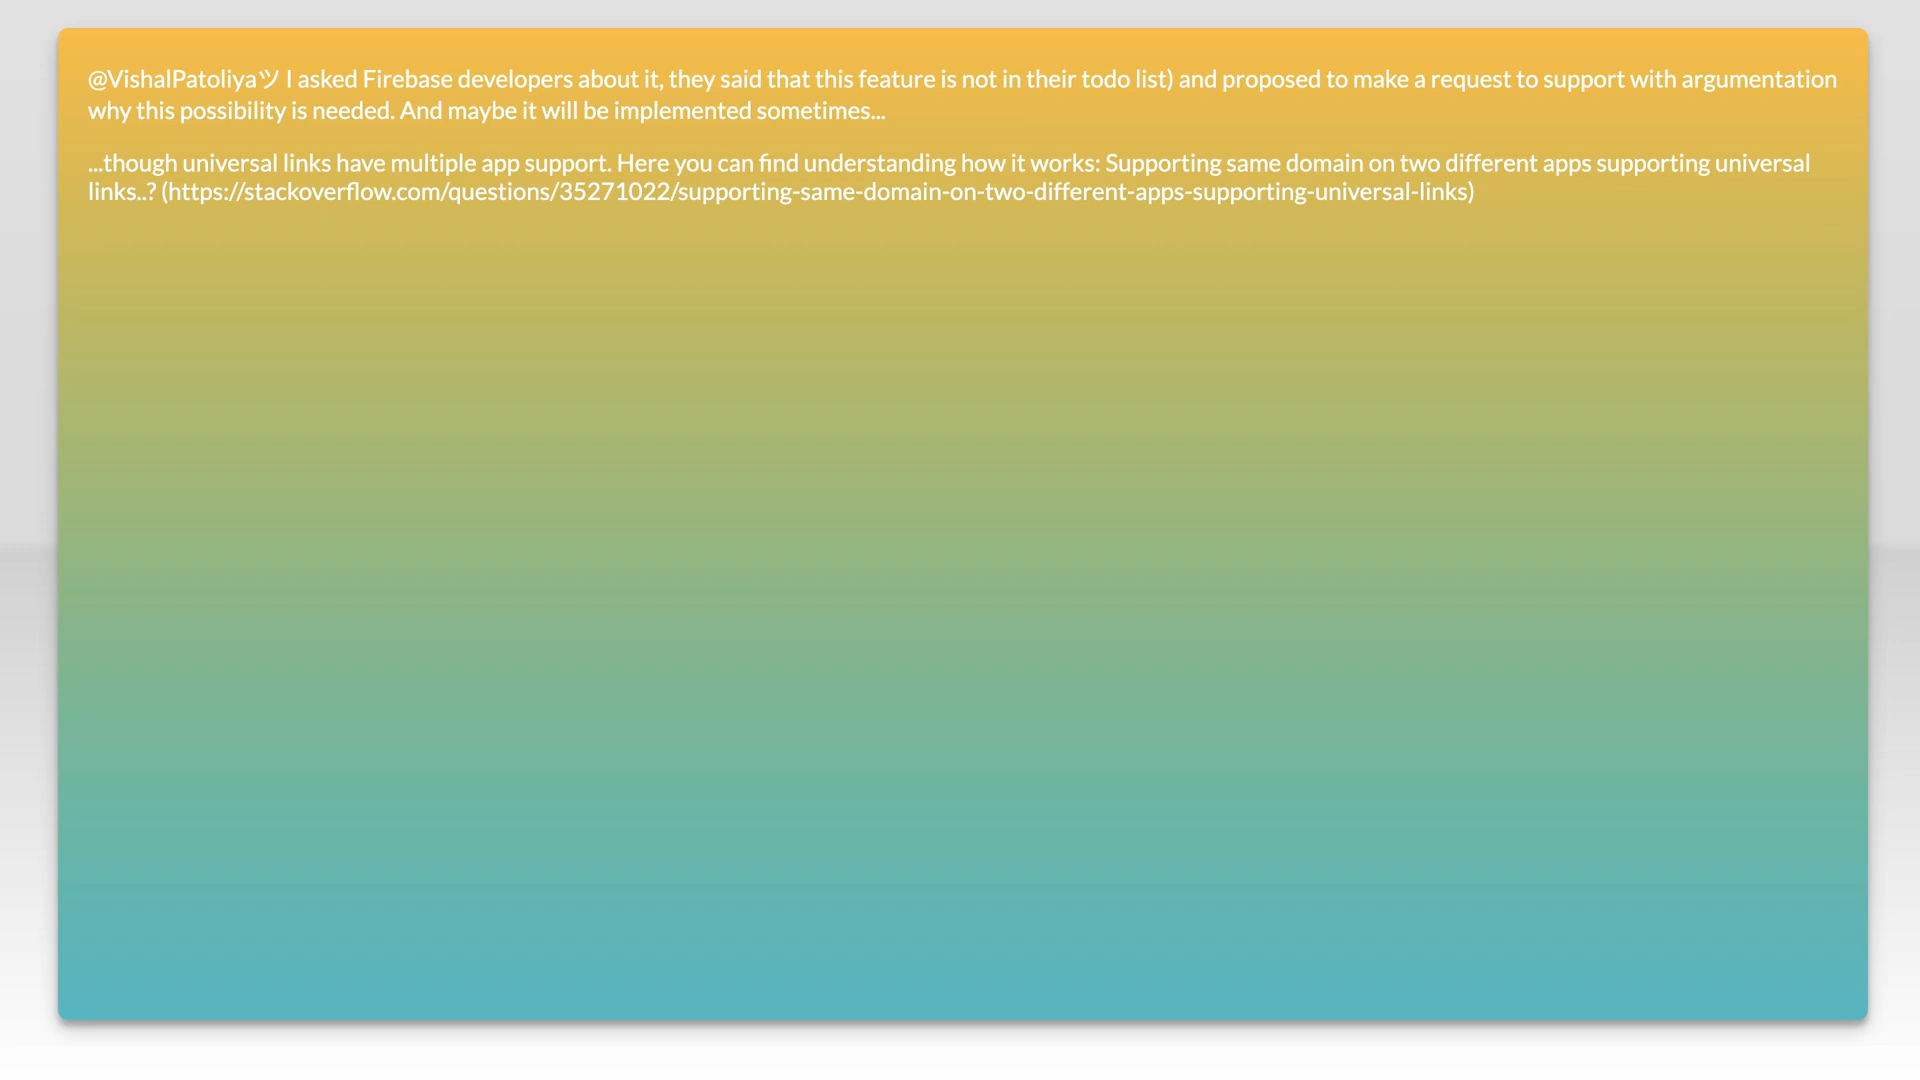 @VishalPatoliyaツ I asked Firebase developers about it, they said that this feature is not in their todo list) and proposed to make a request to support with argumentation
why this possibility is needed. And maybe it will be implemented sometimes...
...though universal links have multiple app support. Here you can find understanding how it works: Supporting same domain on two different apps supporting universal
links..? (https://stackoverflow.com/questions/35271022/supporting-same-domain-on-two-different-apps-supporting-universal-links)